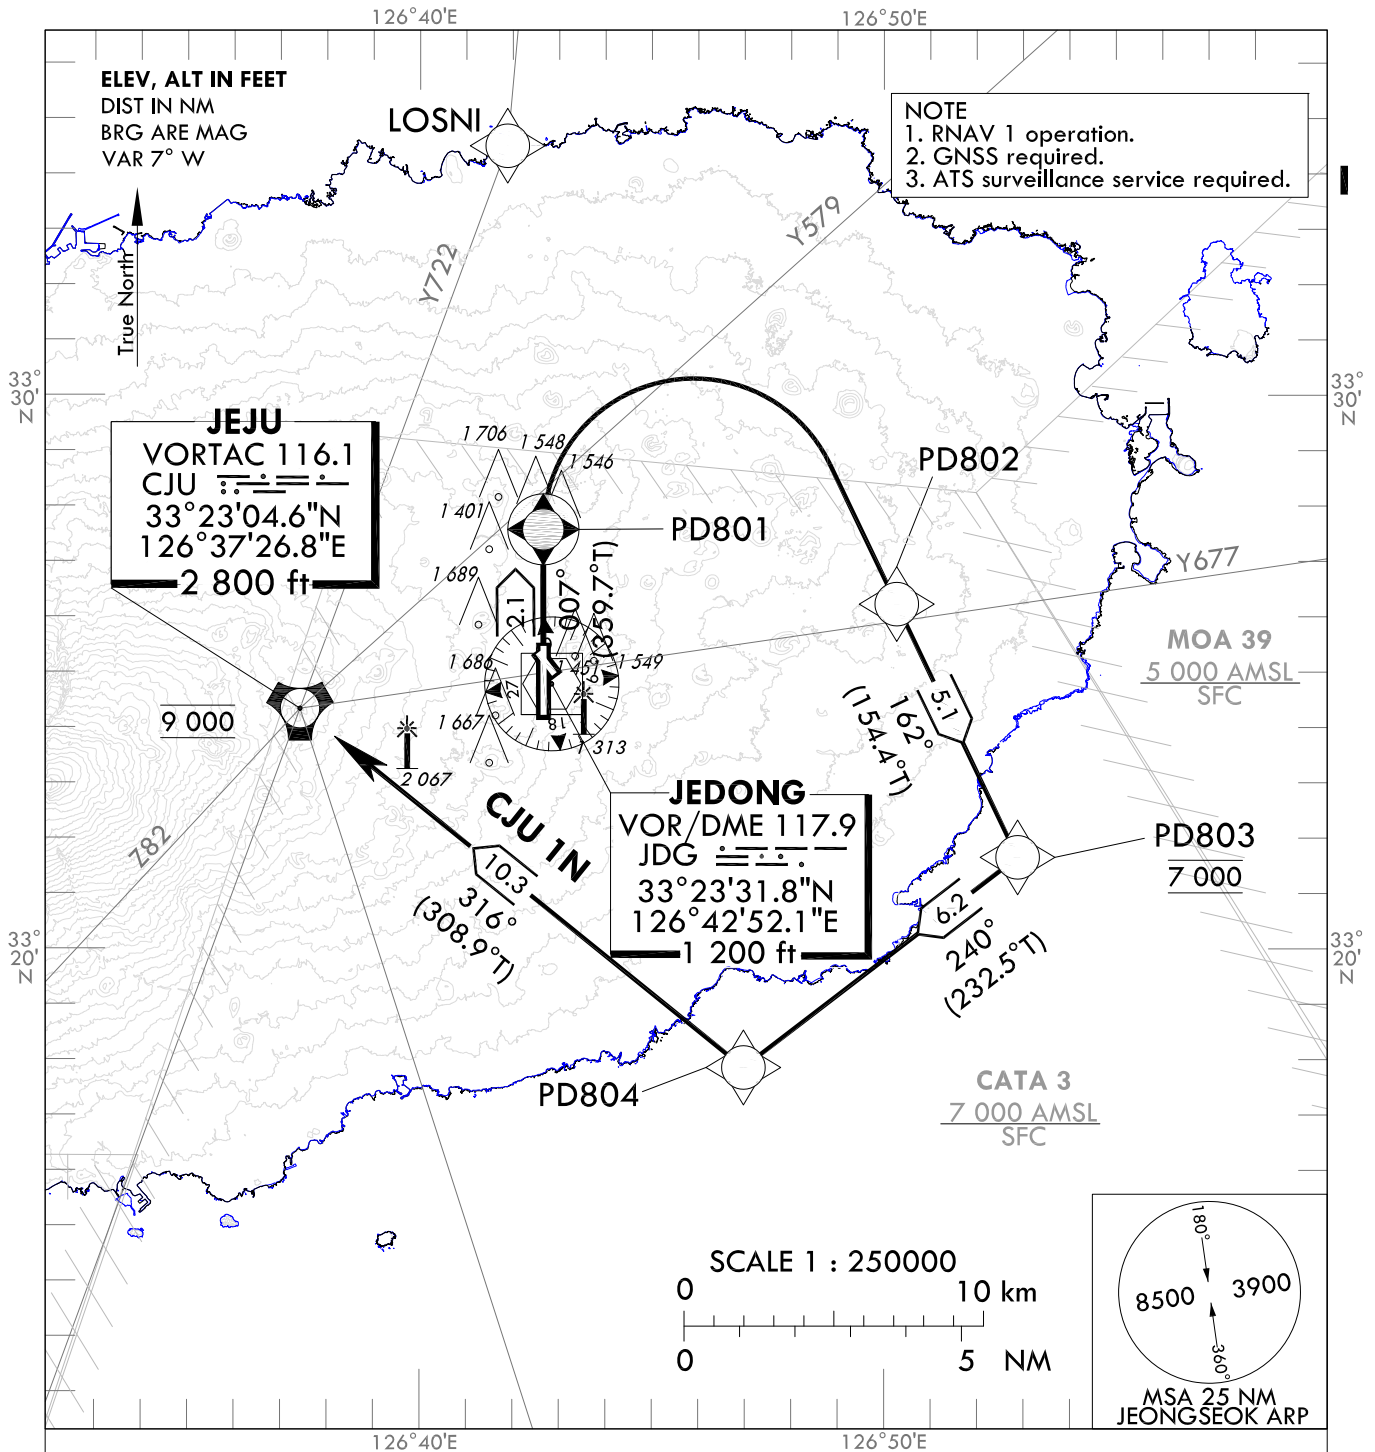 126°40'
126°50'
ELEV, ALT IN FEET
DIST IN NM
BRG ARE MAG
VAR 7° W
True North
LOSNI
NOTE
1. RNAV 1 operation.
2. GNSS required.
3. ATS surveillance service required.
Y579
Y722
33°
30'
N
33°
30'
N
JEJU
VORTAC 116.1
CJU
33°23'04.6"N
126°37'26.8"E
2 800 ft
1 706
1 548
1 546
1 401
1 689
PD801
PD802
Y677
2.1
007°
(359.7°T)
MOA 39
5 000 AMSL
SFC
1 686
1 451
1 549
27
9
18
9 000
1 667
1 313
2 067
5.1
162°
(154.4°T)
JEDONG
VOR/DME 117.9
JDG
33°23'31.8"N
126°42'52.1"E
1 200 ft
PD803
7 000
Z82
CJU 1N
10.3
316°
(308.9°T)
6.2
240°
(232.5°T)
33°
20'
N
33°
20'
N
PD804
CATA 3
7 000 AMSL
SFC
SCALE 1 : 250000
0
10 km
0
5
NM
180°
8500
3900
360°
MSA 25 NM
JEONGSEOK ARP
126°40'
126°50'